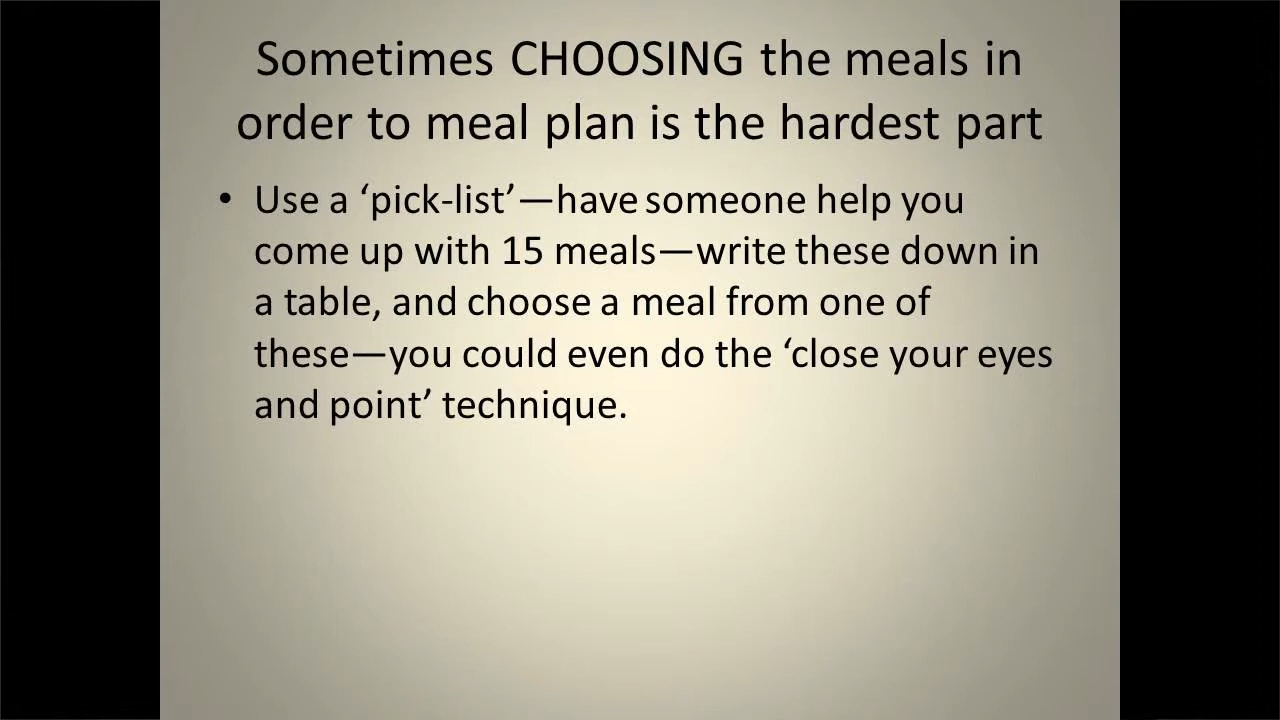 Sometimes CHOOSING the meals in
order to meal plan is the hardest part
• Use a ‘pick-list’—have someone help you
come up with 15 meals—write these down in
a table, and choose a meal from one of
these—you could even do the ‘close your eyes
and point’ technique.